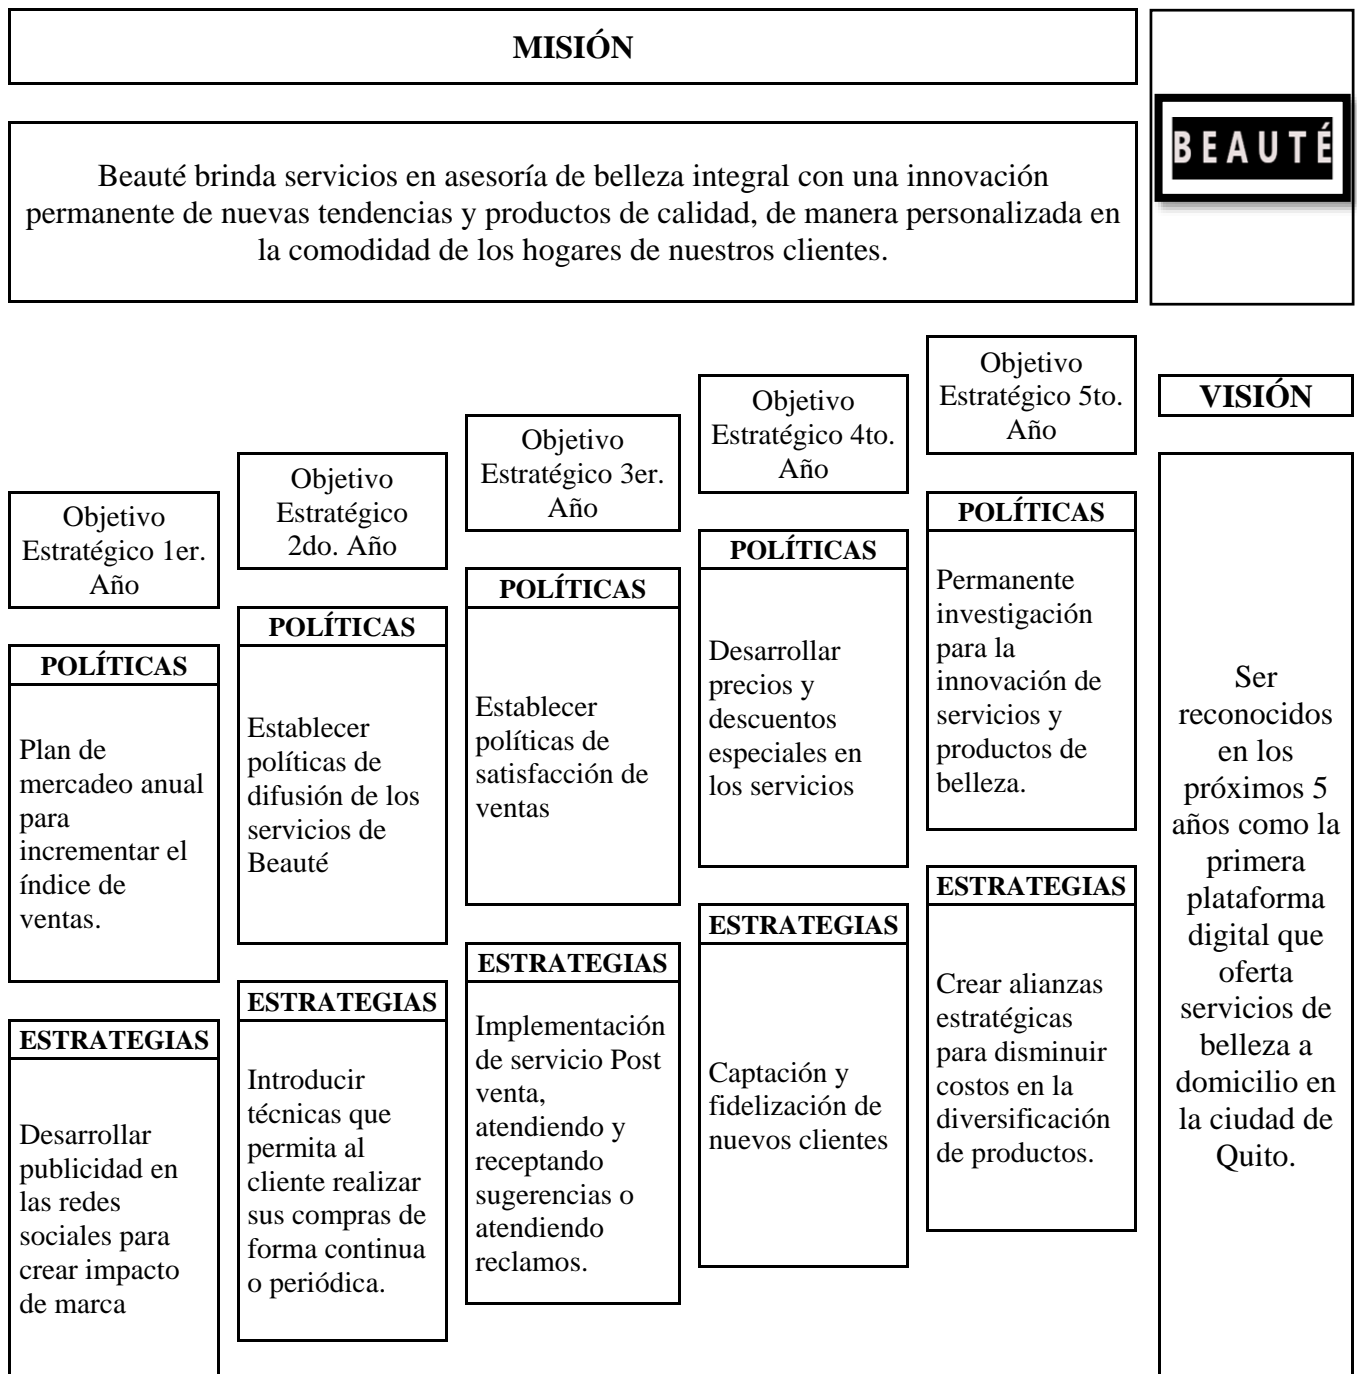 MISIÓN
BEAUTÉ
Beauté brinda servicios en asesoría de belleza integral con una innovación
permanente de nuevas tendencias y productos de calidad, de manera personalizada en
la comodidad de los hogares de nuestros clientes.
Objetivo
Estratégico 1er.
Año
POLÍTICAS
Plan de
mercadeo anual
para
incrementar el
índice de
ventas.
ESTRATEGIAS
Desarrollar
publicidad en
las redes
sociales para
crear impacto
de marca
Objetivo
Estratégico
2do. Año
POLÍTICAS
Establecer
políticas de
difusión de los
servicios de
Beauté
ESTRATEGIAS
Introducir
técnicas que
permita al
cliente realizar
sus compras de
forma continua
o periódica.
Objetivo
Estratégico 3er.
Año
POLÍTICAS
Establecer
políticas de
satisfacción de
ventas
ESTRATEGIAS
Implementación
de servicio Post
venta,
atendiendo y
receptando
sugerencias o
atendiendo
reclamos.
Objetivo
Estratégico 4to.
Año
POLÍTICAS
Desarrollar
precios y
descuentos
especiales en
los servicios
ESTRATEGIAS
Captación y
fidelización de
nuevos clientes
Objetivo
Estratégico 5to.
Año
POLÍTICAS
Permanente
investigación
para la
innovación de
servicios y
productos de
belleza.
ESTRATEGIAS
Crear alianzas
estratégicas
para disminuir
costos en la
diversificación
de productos.
VISIÓN
Ser
reconocidos
en los
próximos 5
años como la
primera
plataforma
digital que
oferta
servicios de
belleza a
domicilio en
la ciudad de
Quito.